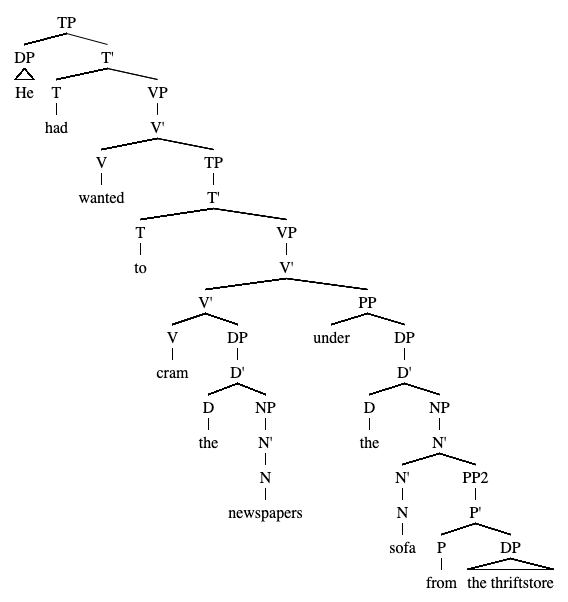 TP
DP T'
He T VP
had V'
V TP
wanted T'
T VP
to V'
V' PP
V DP under DP
cram D' D'
D NP D NP
the N' the N'
N N' PP2
newspapers N P'
sofa P DP
from the thriftstore